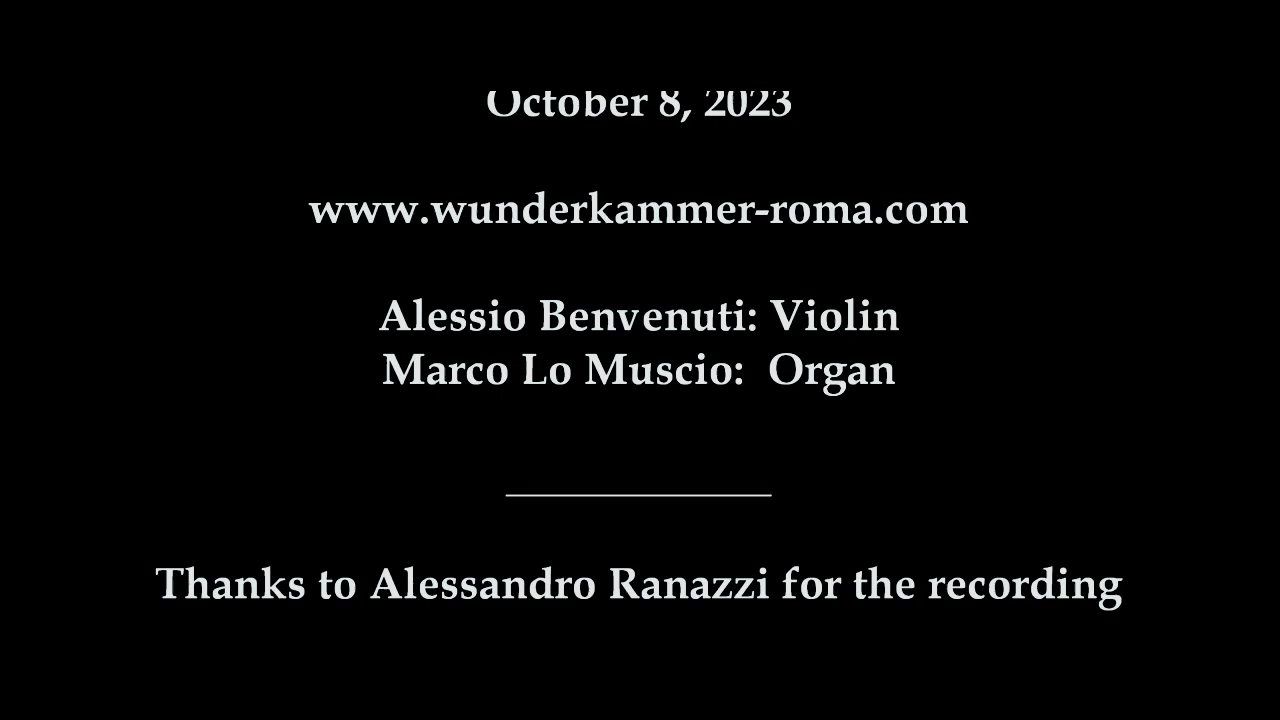 October 8, 2023
www.wunderkammer-roma.com
Alessio Benvenuti: Violin
Marco Lo Muscio:  Organ
Thanks to Alessandro Ranazzi for the recording